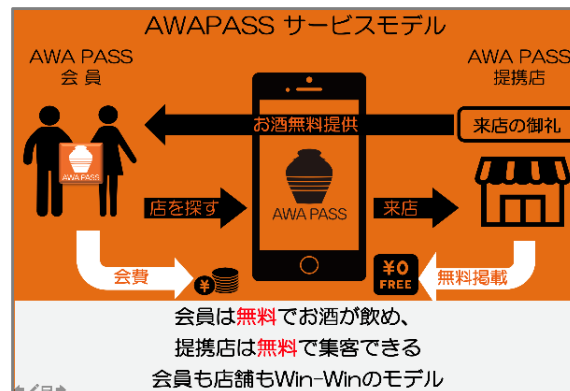 AWAPASS サービスモデル
AWA PASS
会 員
AWA PASS
提携店
お酒無料提供
来店の御礼
AWA PASS
店を探す
AWA PASS
来店
会費
¥
¥0
FREE
無料掲載
会員は無料でお酒が飲め、
提携店は無料で集客できる
会員も店舗もWin-Winのモデル